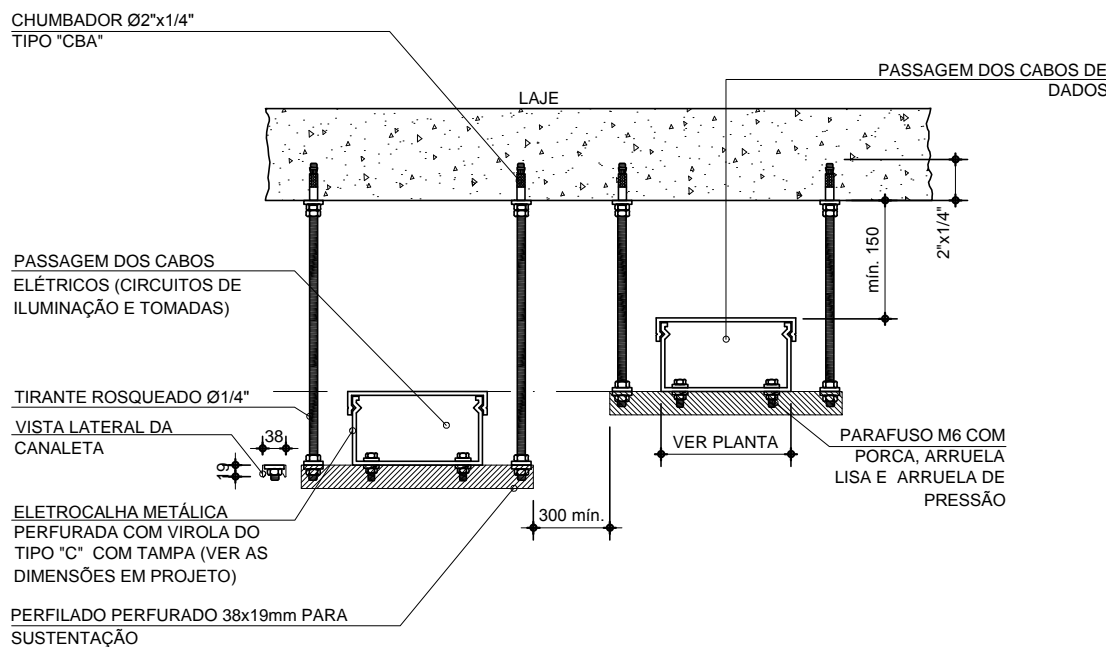 CHUMBADOR Ø2"x1/4"
TIPO "CBA"
PASSAGEM DOS CABOS DE
DADOS
LAJE
2"x1/4"
mín. 150
PASSAGEM DOS CABOS
ELÉTRICOS (CIRCUITOS DE
ILUMINAÇÃO E TOMADAS)
TIRANTE ROSQUEADO Ø1/4"
VISTA LATERAL DA
CANALETA
38
19
VER PLANTA
PARAFUSO M6 COM
PORCA, ARRUELA
LISA E ARRUELA DE
PRESSÃO
300 mín.
ELETROCALHA METÁLICA
PERFURADA COM VIROLA DO
TIPO "C" COM TAMPA (VER AS
DIMENSÕES EM PROJETO)
PERFILADO PERFURADO 38x19mm PARA
SUSTENTAÇÃO